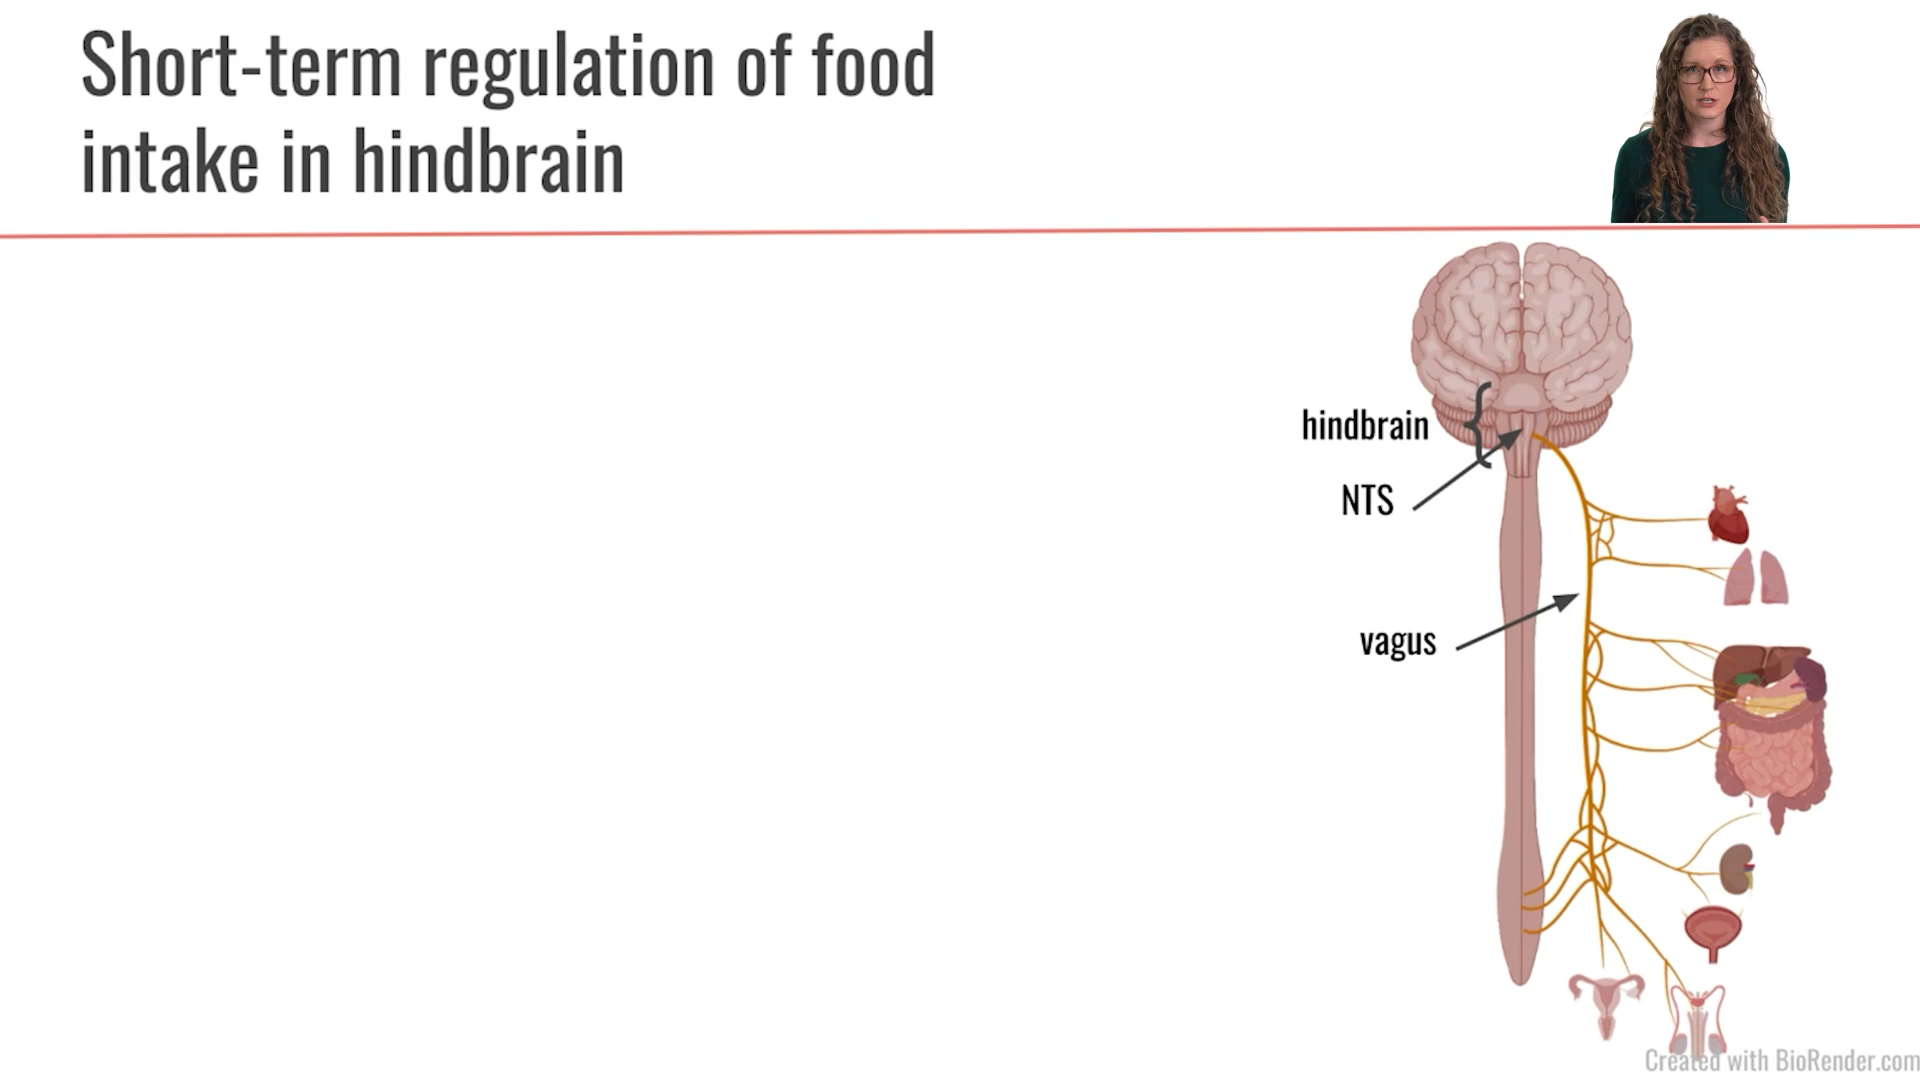 Short-term regulation of food
intake in hindbrain
hindbrain
NTS
vagus
Created with BioRender.com